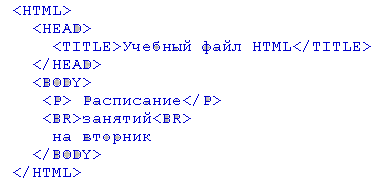 <HTML>
<HEAD>
<TITLE>Учебный файл HTML</TITLE>
</HEAD>
<BODY>
<P> Расписание</P>
<BR>занятий<BR>
на вторник
</BODY>
</HTML>